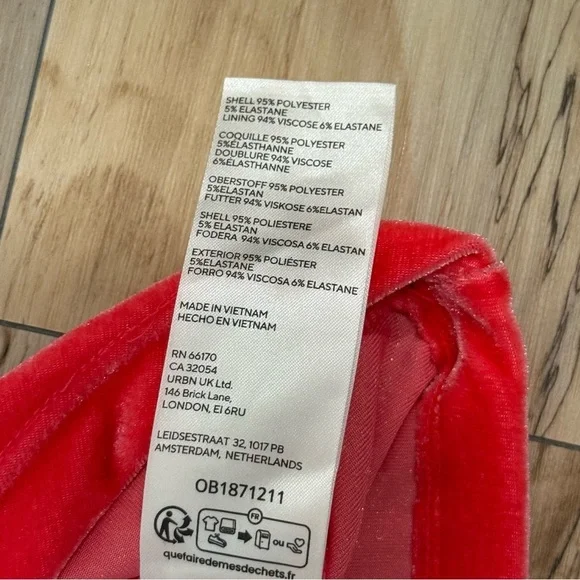 SHELL 95% POLYESTER
5% ELASTANE
LINING 94% VISCOSE 6% ELASTANE
COQUILLE 95% POLYESTER
5%ELASTHANNE
DOUBLURE 94% VISCOSE
6%ELASTHANNE
OBERSTOFF 95% POLYESTER
5%ELASTAN
FUTTER 94% VISKOSE 6%ELASTAN
SHELL 95% POLIESTERE
5%ELASTAN
FODERA 94% VISCOSA 6% ELASTAN
EXTERIOR 95% POLIÉSTER
5%ELASTANE
FORRO 94% VISCOSA 6% ELASTANE
MADE IN VIETNAM
HECHO EN VIETNAM
RN 66170
CA 32054
URBN UK Ltd.
146 Brick Lane,
LONDON, E1 6RU
LEIDSESTRAAT 32, 1017 PB
AMSTERDAM, NETHERLANDS
OB1871211
FR
ou
quefairedemesdechets.fr